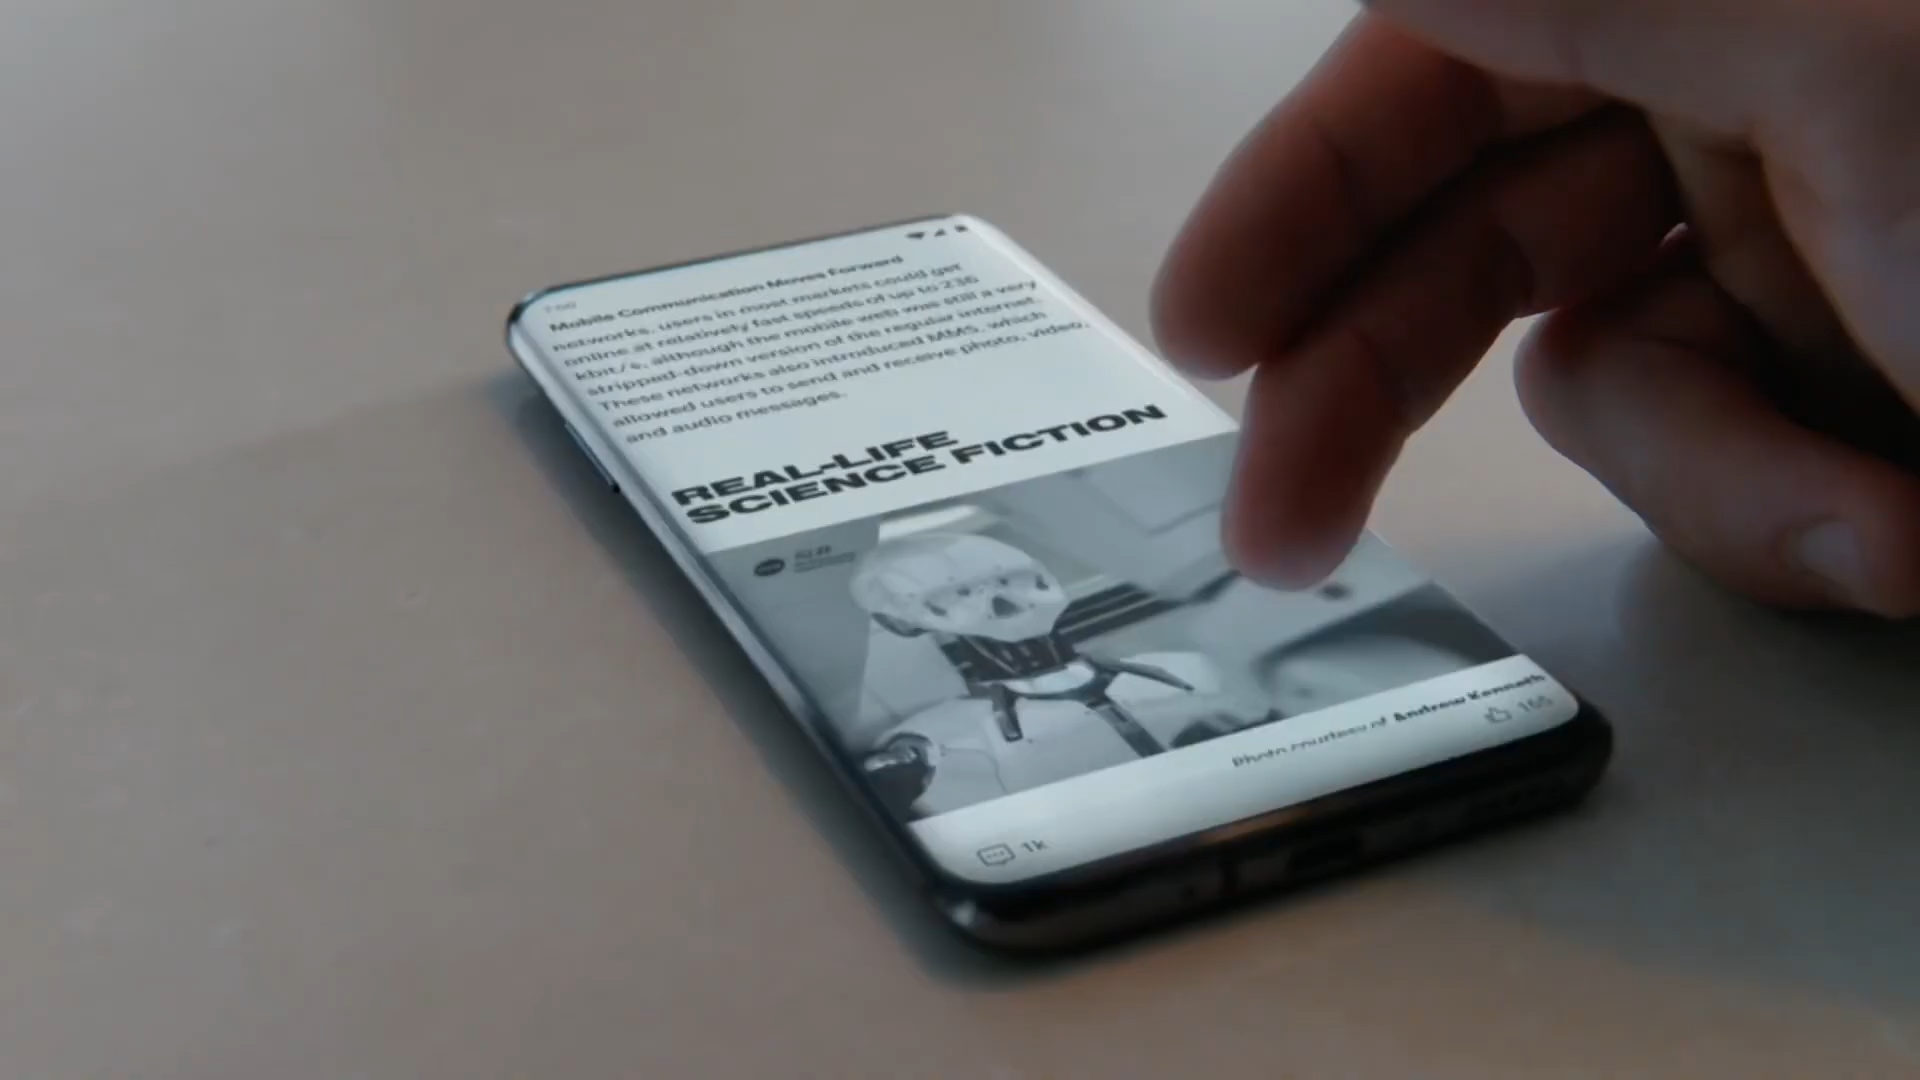 7:00
Mobile Communication Moves Forward
networks, users in most markets could get
online at relatively fast speeds of up to 236
kbit/s, although the mobile web was still a very
stripped-down version of the regular internet.
These networks also introduced MMS, which
allowed users to send and receive photo, video,
and audio messages.
REAL-LIFE
SCIENCE FICTION
Photo courtesy of Andrew Kenneth
165
1k